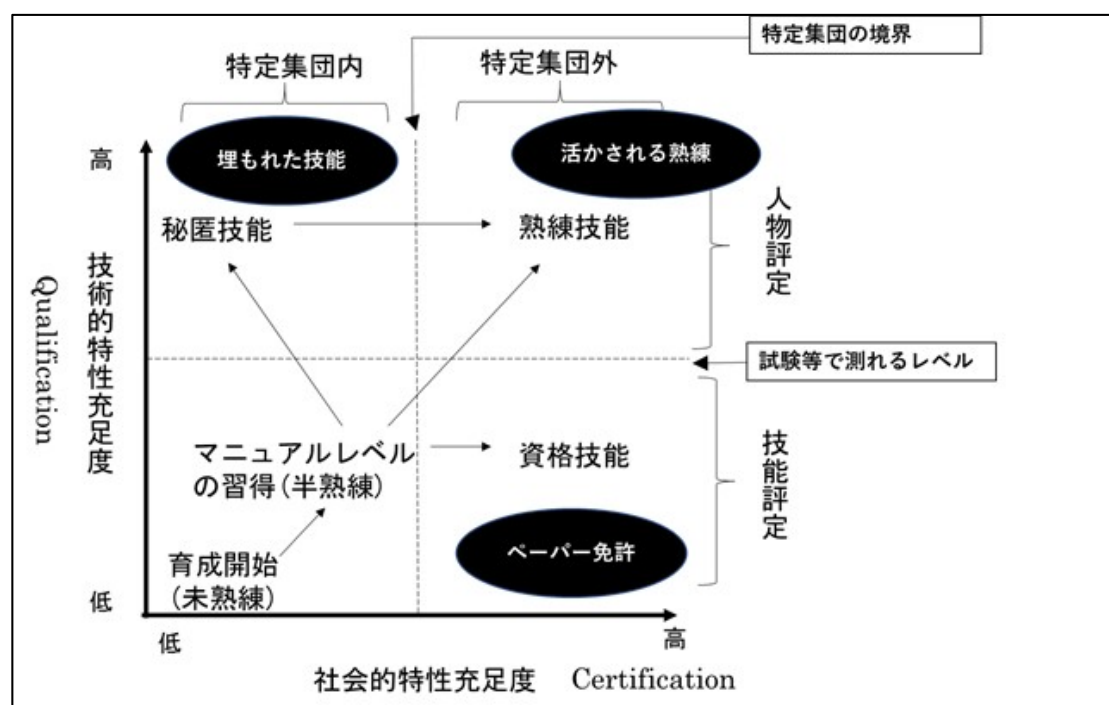 特定集団の境界
特定集団内
特定集団外
埋もれた技能
活かされる熟練
高
秘匿技能
熟練技能
人物評定
技術的特性充足度
Qualification
試験等で測れるレベル
マニュアルレベル
の習得(半熟練)
資格技能
技能評定
ペーパー免許
育成開始
(未熟練)
低
低
高
社会的特性充足度 Certification